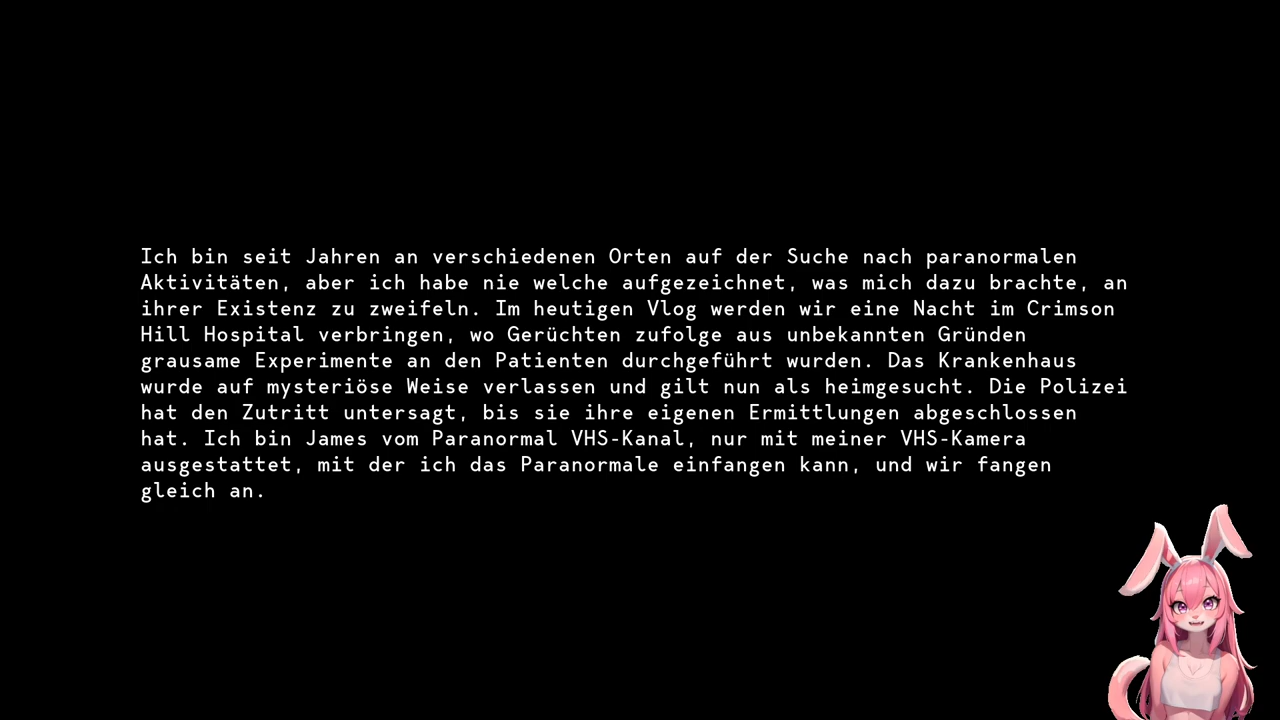 Ich bin seit Jahren an verschiedenen Orten auf der Suche nach paranormalen
Aktivitäten, aber ich habe nie welche aufgezeichnet, was mich dazu brachte, an
ihrer Existenz zu zweifeln. Im heutigen Vlog werden wir eine Nacht im Crimson
Hill Hospital verbringen, wo Gerüchten zufolge aus unbekannten Gründen
grausame Experimente an den Patienten durchgeführt wurden. Das Krankenhaus
wurde auf mysteriöse Weise verlassen und gilt nun als heimgesucht. Die Polizei
hat den Zutritt untersagt, bis sie ihre eigenen Ermittlungen abgeschlossen
hat. Ich bin James vom Paranormal VHS-Kanal, nur mit meiner VHS-Kamera
ausgestattet, mit der ich das Paranormale einfangen kann, und wir fangen
gleich an.